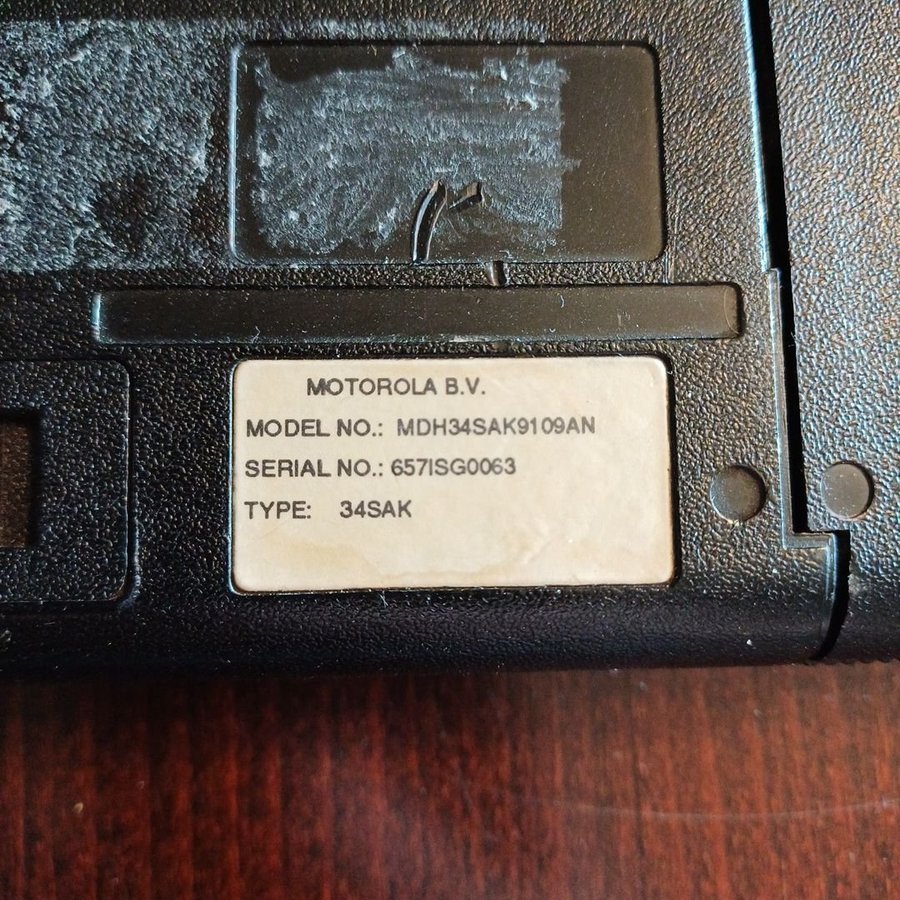 MOTOROLA B.V.
MODEL NO.: MDH34SAK9109AN
SERIAL NO.: 657ISG0063
TYPE: 34SAK